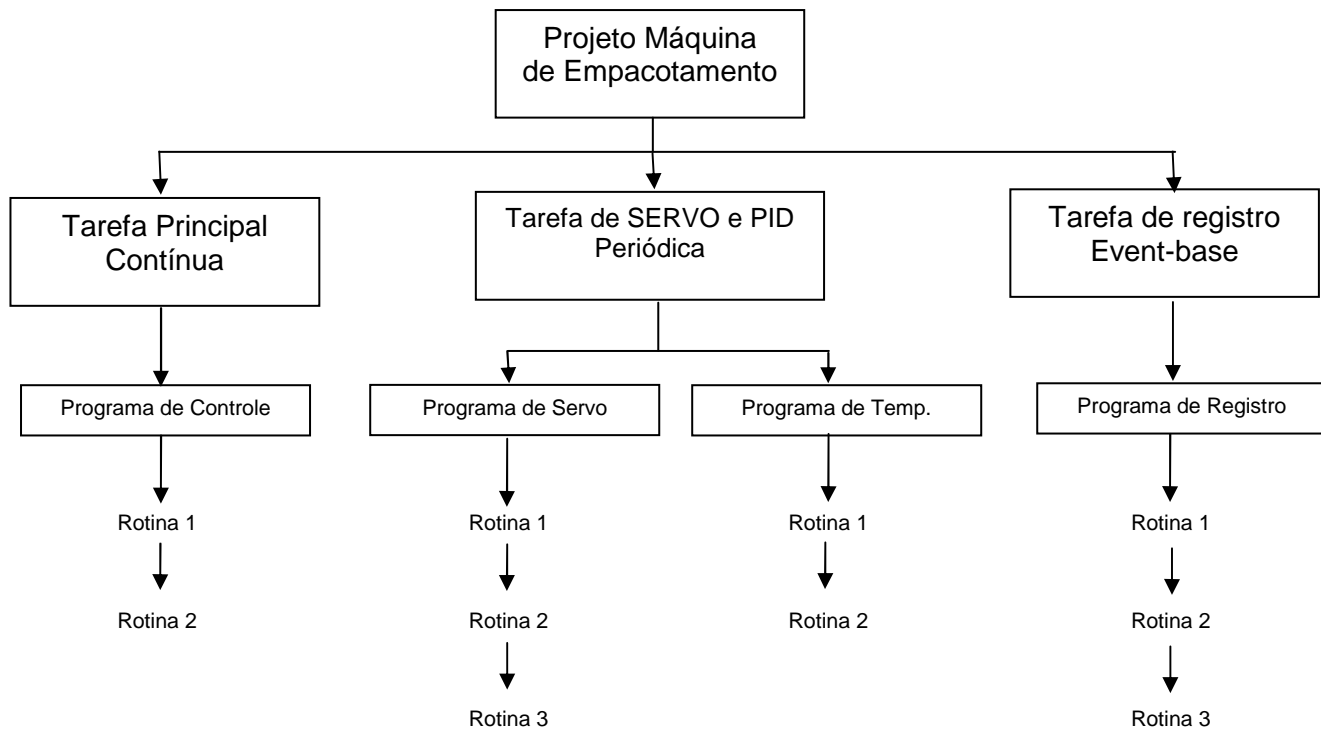 Projeto Máquina
de Empacotamento
Tarefa Principal
Contínua
Tarefa de SERVO e PID
Periódica
Tarefa de registro
Event-base
Programa de Controle
Programa de Servo
Programa de Temp.
Programa de Registro
Rotina 1
Rotina 1
Rotina 1
Rotina 1
Rotina 2
Rotina 2
Rotina 2
Rotina 2
Rotina 3
Rotina 3